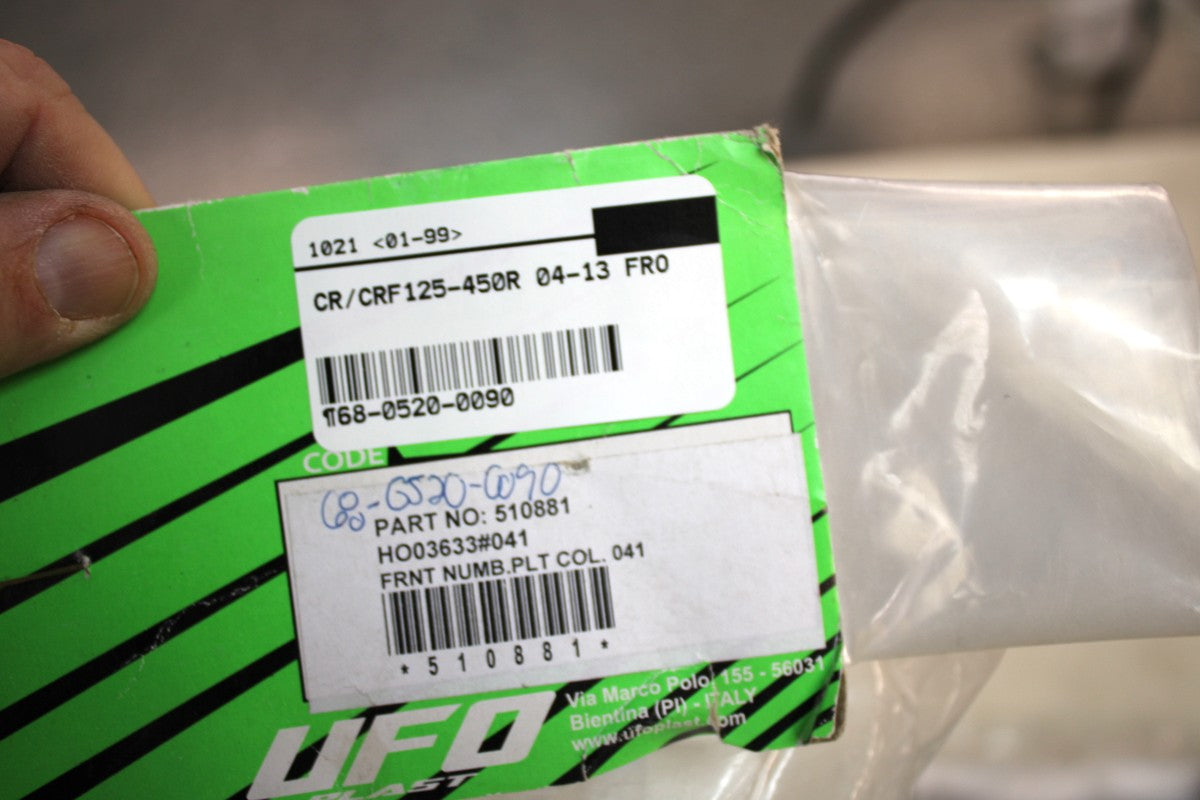 1021 <01-99>
CR/CRF125-450R 04-13 FRO
¶68-0520-0090
CODE
68-0520-0090
PART NO: 510881
HO03633#041
FRNT NUMB.PLT COL. 041
*510881*
UFO
PLAST
Via Marco Polo, 155 - 56031
Bientina (PI) - ITALY
www.ufoplast.com